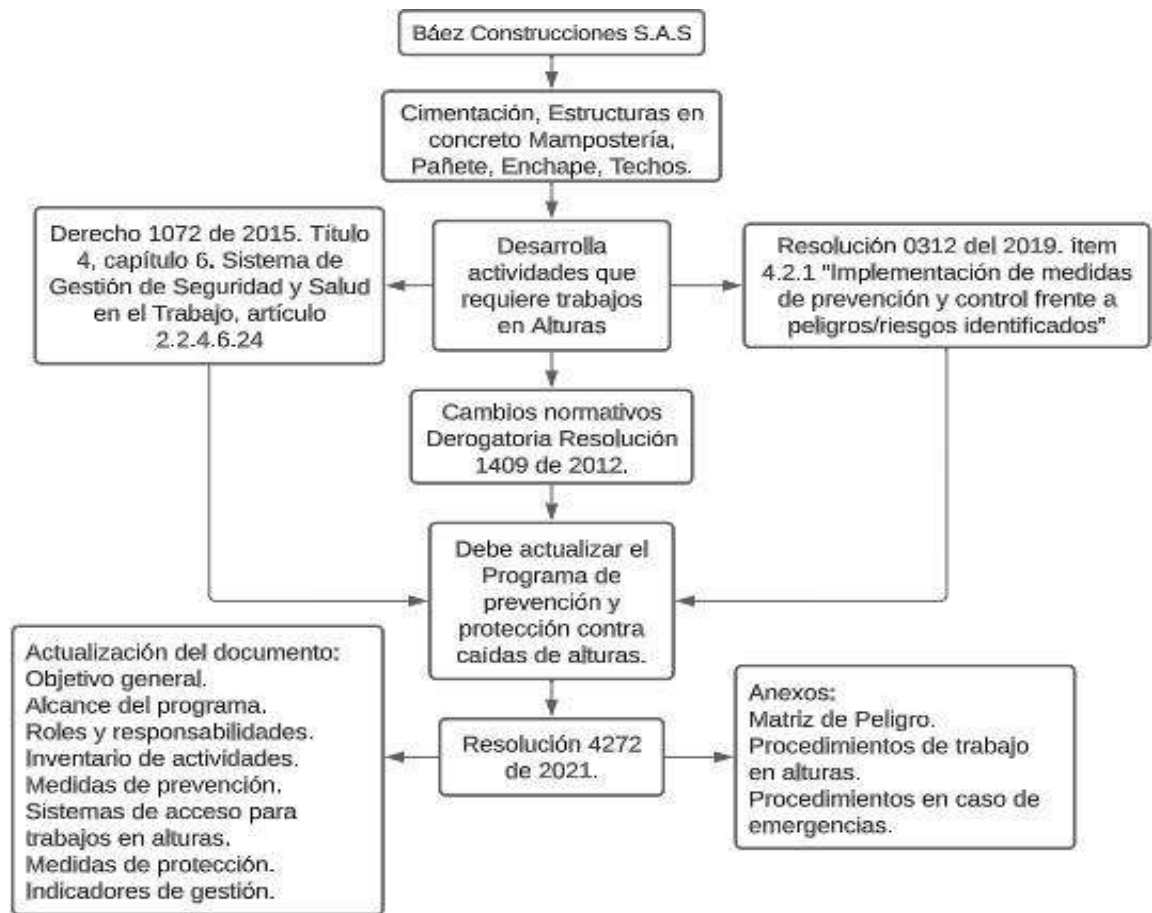 Báez Construcciones S.A.S
Cimentación, Estructuras en
concreto Mampostería,
Pañete, Enchape, Techos.
Derecho 1072 de 2015. Título
4, capítulo 6. Sistema de
Gestión de Seguridad y Salud
en el Trabajo, artículo
2.2.4.6.24
Desarrolla
actividades que
requiere trabajos
en Alturas
Resolución 0312 del 2019. ítem
4.2.1 "Implementación de medidas
de prevención y control frente a
peligros/riesgos identificados”
Cambios normativos
Derogatoria Resolución
1409 de 2012.
Debe actualizar el
Programa de
prevención y
protección contra
caídas de alturas.
Actualización del documento:
Objetivo general.
Alcance del programa.
Roles y responsabilidades.
Inventario de actividades.
Medidas de prevención.
Sistemas de acceso para
trabajos en alturas.
Medidas de protección.
Indicadores de gestión.
Resolución 4272
de 2021.
Anexos:
Matriz de Peligro.
Procedimientos de trabajo
en alturas.
Procedimientos en caso de
emergencias.